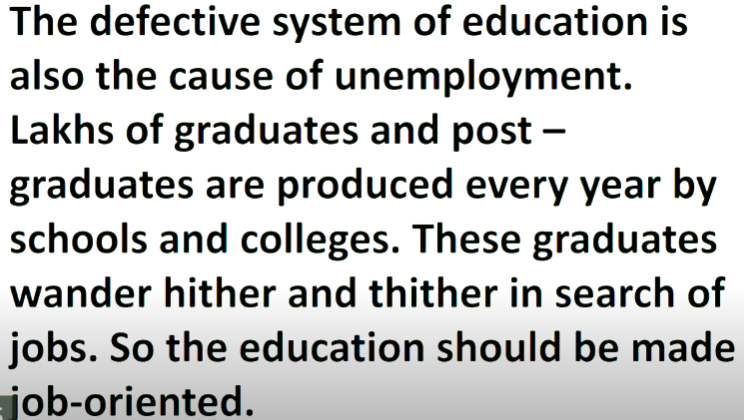 The defective system of education is
also the cause of unemployment.
Lakhs of graduates and post –
graduates are produced every year by
schools and colleges. These graduates
wander hither and thither in search of
jobs. So the education should be made
job-oriented.